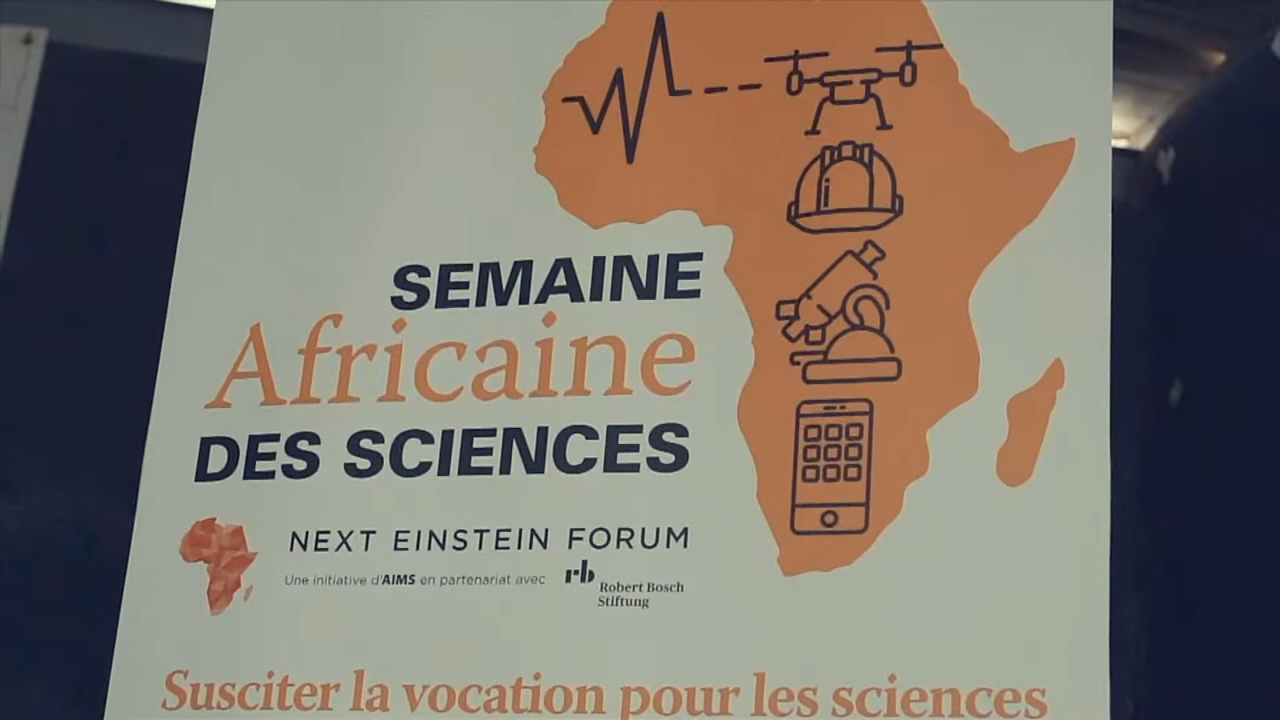 SEMAINE
Africaine
DES SCIENCES
NEXT EINSTEIN FORUM
Une initiative d'AIMS en partenariat avec
rb
Robert Bosch
Stiftung
Susciter la vocation pour les sciences